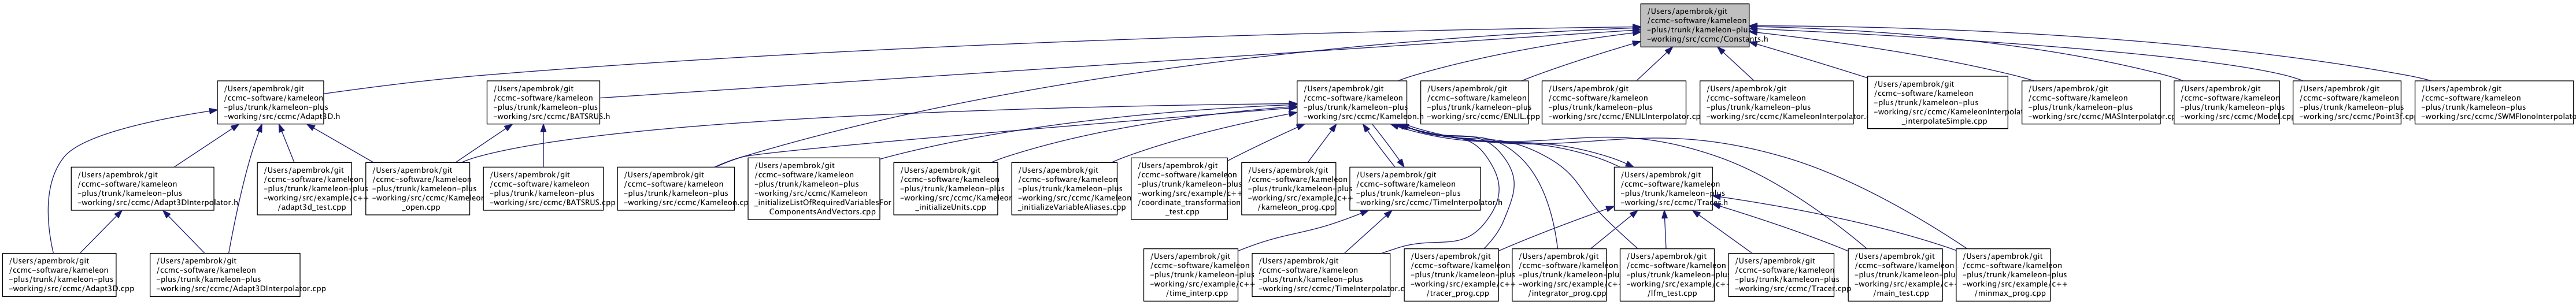 /Users/apembrok/git
/ccmc-software/kameleon
-plus/trunk/kameleon-plus
-working/src/ccmc/Constants.h
/Users/apembrok/git
/ccmc-software/kameleon
-plus/trunk/kameleon-plus
-working/src/ccmc/Adapt3D.h
/Users/apembrok/git
/ccmc-software/kameleon
-plus/trunk/kameleon-plus
-working/src/ccmc/BATSRUS.h
/Users/apembrok/git
/ccmc-software/kameleon
-plus/trunk/kameleon-plus
-working/src/ccmc/Kameleon.h
/Users/apembrok/git
/ccmc-software/kameleon
-plus/trunk/kameleon-plus
-working/src/ccmc/ENLIL.cpp
/Users/apembrok/git
/ccmc-software/kameleon
-plus/trunk/kameleon-plus
-working/src/ccmc/ENLILInterpolator.cpp
/Users/apembrok/git
/ccmc-software/kameleon
-plus/trunk/kameleon-plus
-working/src/ccmc/KameleonInterpolator.
/Users/apembrok/git
/ccmc-software/kameleon
-plus/trunk/kameleon-plus
-working/src/ccmc/KameleonInterpolator
_interpolateSimple.cpp
/Users/apembrok/git
/ccmc-software/kameleon
-plus/trunk/kameleon-plus
-working/src/ccmc/MASInterpolator.cpp
/Users/apembrok/git
/ccmc-software/kameleon
-plus/trunk/kameleon-plus
-working/src/ccmc/Model.cpp
/Users/apembrok/git
/ccmc-software/kameleon
-plus/trunk/kameleon-plus
-working/src/ccmc/Point3f.cpp
/Users/apembrok/git
/ccmc-software/kameleon
-plus/trunk/kameleon-plus
-working/src/ccmc/SWMFIonoInterpolator
/Users/apembrok/git
/ccmc-software/kameleon
-plus/trunk/kameleon-plus
-working/src/ccmc/Adapt3DInterpolator.h
/Users/apembrok/git
/ccmc-software/kameleon
-plus/trunk/kameleon-plus
-working/src/example/c++
/adapt3d_test.cpp
/Users/apembrok/git
/ccmc-software/kameleon
-plus/trunk/kameleon-plus
-working/src/ccmc/Kameleon
_open.cpp
/Users/apembrok/git
/ccmc-software/kameleon
-plus/trunk/kameleon-plus
-working/src/ccmc/BATSRUS.cpp
/Users/apembrok/git
/ccmc-software/kameleon
-plus/trunk/kameleon-plus
-working/src/ccmc/Kameleon.cpp
/Users/apembrok/git
/ccmc-software/kameleon
-plus/trunk/kameleon-plus
-working/src/ccmc/Kameleon
_initializeListOfRequiredVariablesFor
ComponentsAndVectors.cpp
/Users/apembrok/git
/ccmc-software/kameleon
-plus/trunk/kameleon-plus
-working/src/ccmc/Kameleon
_initializeUnits.cpp
/Users/apembrok/git
/ccmc-software/kameleon
-plus/trunk/kameleon-plus
-working/src/ccmc/Kameleon
_initializeVariableAliases.cpp
/Users/apembrok/git
/ccmc-software/kameleon
-plus/trunk/kameleon-plus
-working/src/example/c++
/coordinate_transformation
_test.cpp
/Users/apembrok/git
/ccmc-software/kameleon
-plus/trunk/kameleon-plus
-working/src/example/c++
/kameleon_prog.cpp
/Users/apembrok/git
/ccmc-software/kameleon
-plus/trunk/kameleon-plus
-working/src/ccmc/TimeInterpolator.h
/Users/apembrok/git
/ccmc-software/kameleon
-plus/trunk/kameleon-plus
-working/src/ccmc/Tracer.h
/Users/apembrok/git
/ccmc-software/kameleon
-plus/trunk/kameleon-plus
-working/src/ccmc/Adapt3D.cpp
/Users/apembrok/git
/ccmc-software/kameleon
-plus/trunk/kameleon-plus
-working/src/ccmc/Adapt3DInterpolator.cpp
/Users/apembrok/git
/ccmc-software/kameleon
-plus/trunk/kameleon-plus
-working/src/example/c++
/time_interp.cpp
/Users/apembrok/git
/ccmc-software/kameleon
-plus/trunk/kameleon-plus
-working/src/ccmc/TimeInterpolator.c
/Users/apembrok/git
/ccmc-software/kameleon
-plus/trunk/kameleon-plus
-working/src/example/c++
/tracer_prog.cpp
/Users/apembrok/git
/ccmc-software/kameleon
-plus/trunk/kameleon-plus
-working/src/example/c++
/integrator_prog.cpp
/Users/apembrok/git
/ccmc-software/kameleon
-plus/trunk/kameleon-plus
-working/src/example/c++
/lfm_test.cpp
/Users/apembrok/git
/ccmc-software/kameleon
-plus/trunk/kameleon-plus
-working/src/ccmc/Tracer.cpp
/Users/apembrok/git
/ccmc-software/kameleon
-plus/trunk/kameleon-plus
-working/src/example/c++
/main_test.cpp
/Users/apembrok/git
/ccmc-software/kameleon
-plus/trunk/kameleon-plus
-working/src/example/c++
/minmax_prog.cpp